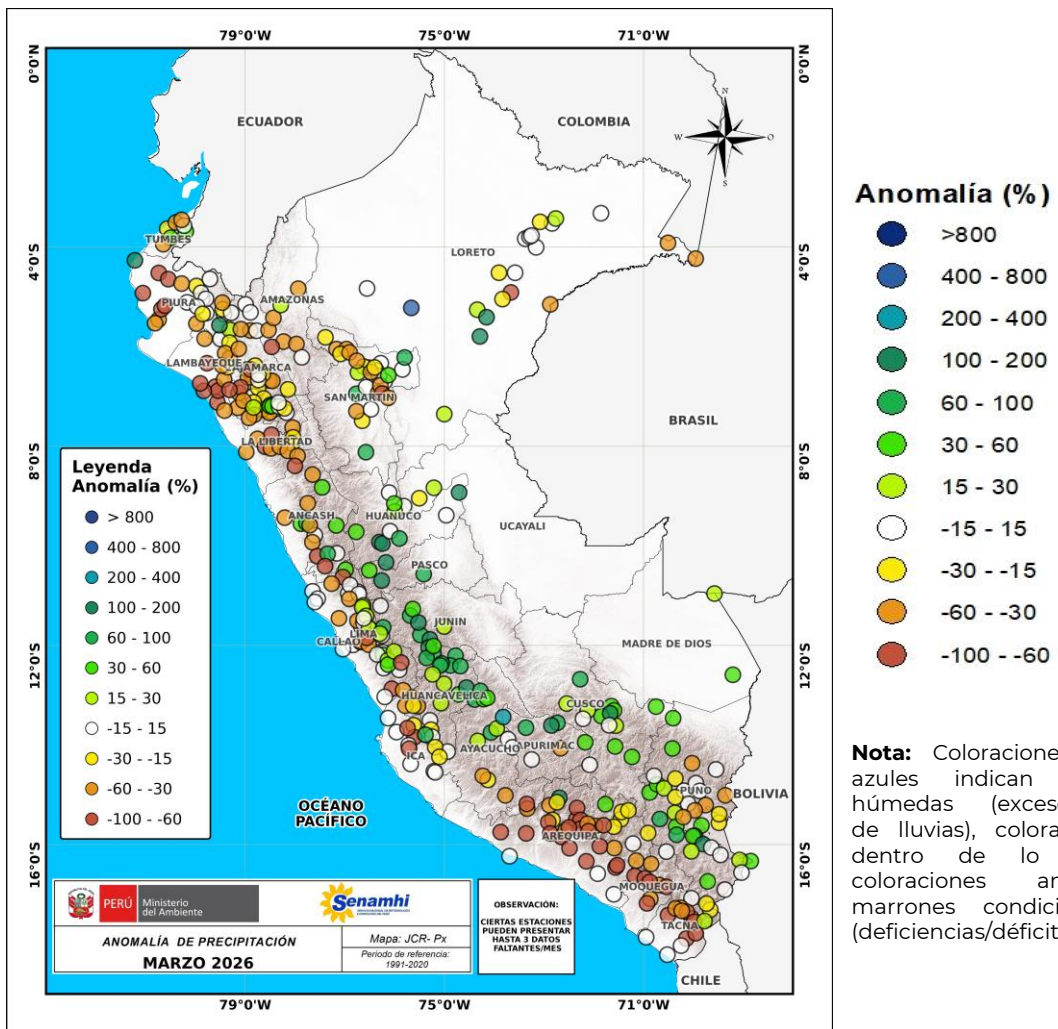 79°0'W 75°0'W 71°0'W
0°0'N 0°0'N
ECUADOR
COLOMBIA
N
W O
S
TUMBES
LORETO
4°0'S 4°0'S
PIURA
AMAZONAS
LAMBAYEQUE
SAN MARTIN
BRASIL
LA LIBERTAD
8°0'S 8°0'S
ANCASH
HUANUCO
UCAYALI
PASCO
JUNIN
LIMA
CALLAO
MADRE DE DIOS
12°0'S 12°0'S
HUANCAVELICA
CUSCO
ICA
AYACUCHO
APURIMAC
PUNO
BOLIVIA
OCÉANO
PACÍFICO
AREQUIPA
16°0'S 16°0'S
MOQUEGUA
TACNA
CHILE
79°0'W 75°0'W 71°0'W
Leyenda
Anomalía (%)
> 800
400 - 800
200 - 400
100 - 200
60 - 100
30 - 60
15 - 30
-15 - 15
-30 - -15
-60 - -30
-100 - -60
PERÚ Ministerio
del Ambiente
Senamhi
ANOMALÍA DE PRECIPITACIÓN
MARZO 2026
Mapa: JCR- Px
Periodo de referencia:
1991-2020
OBSERVACIÓN:
CIERTAS ESTACIONES
PUEDEN PRESENTAR
HASTA 3 DATOS
FALTANTES/MES
Anomalía (%)
>800
400 - 800
200 - 400
100 - 200
60 - 100
30 - 60
15 - 30
-15 - 15
-30 - -15
-60 - -30
-100 - -60
Nota: Coloracione
azules indican
húmedas (exces
de lluvias), colora
dentro de lo
coloraciones an
marrones condici
(deficiencias/défici